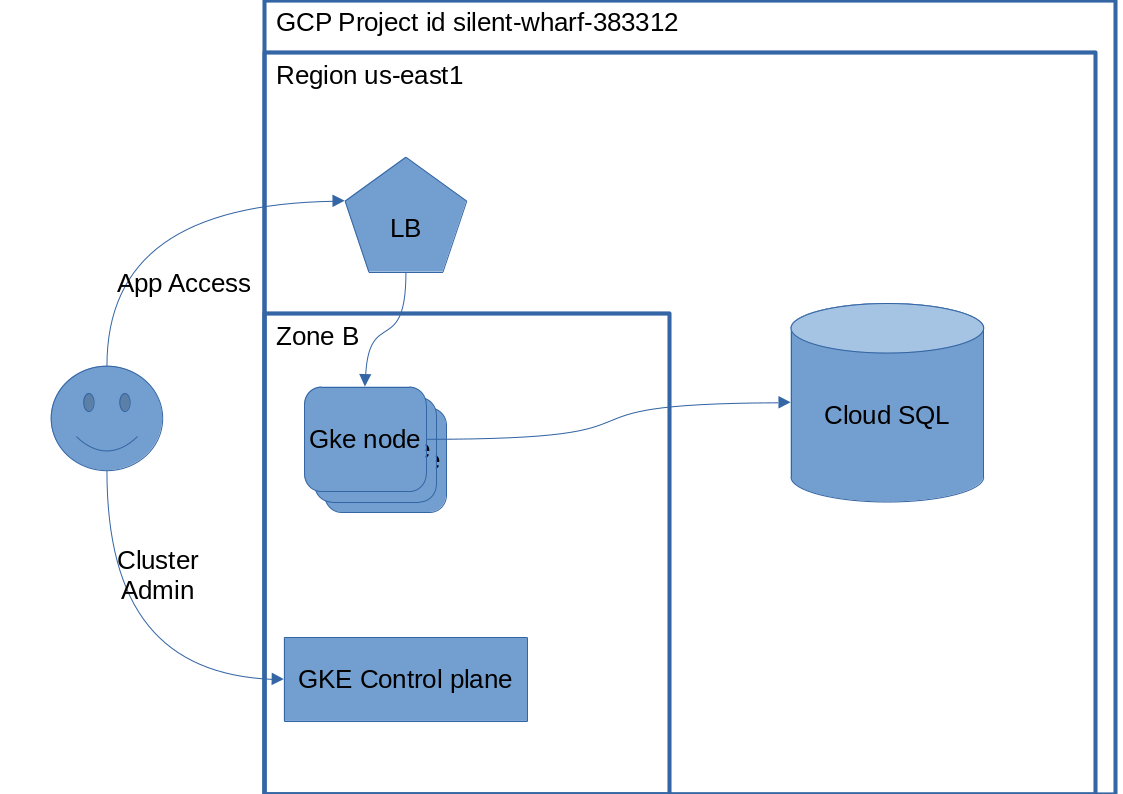 GCP Project id silent-wharf-383312
Region us-east1
LB
App Access
Zone B
Gke node
Cloud SQL
Cluster
Admin
GKE Control plane